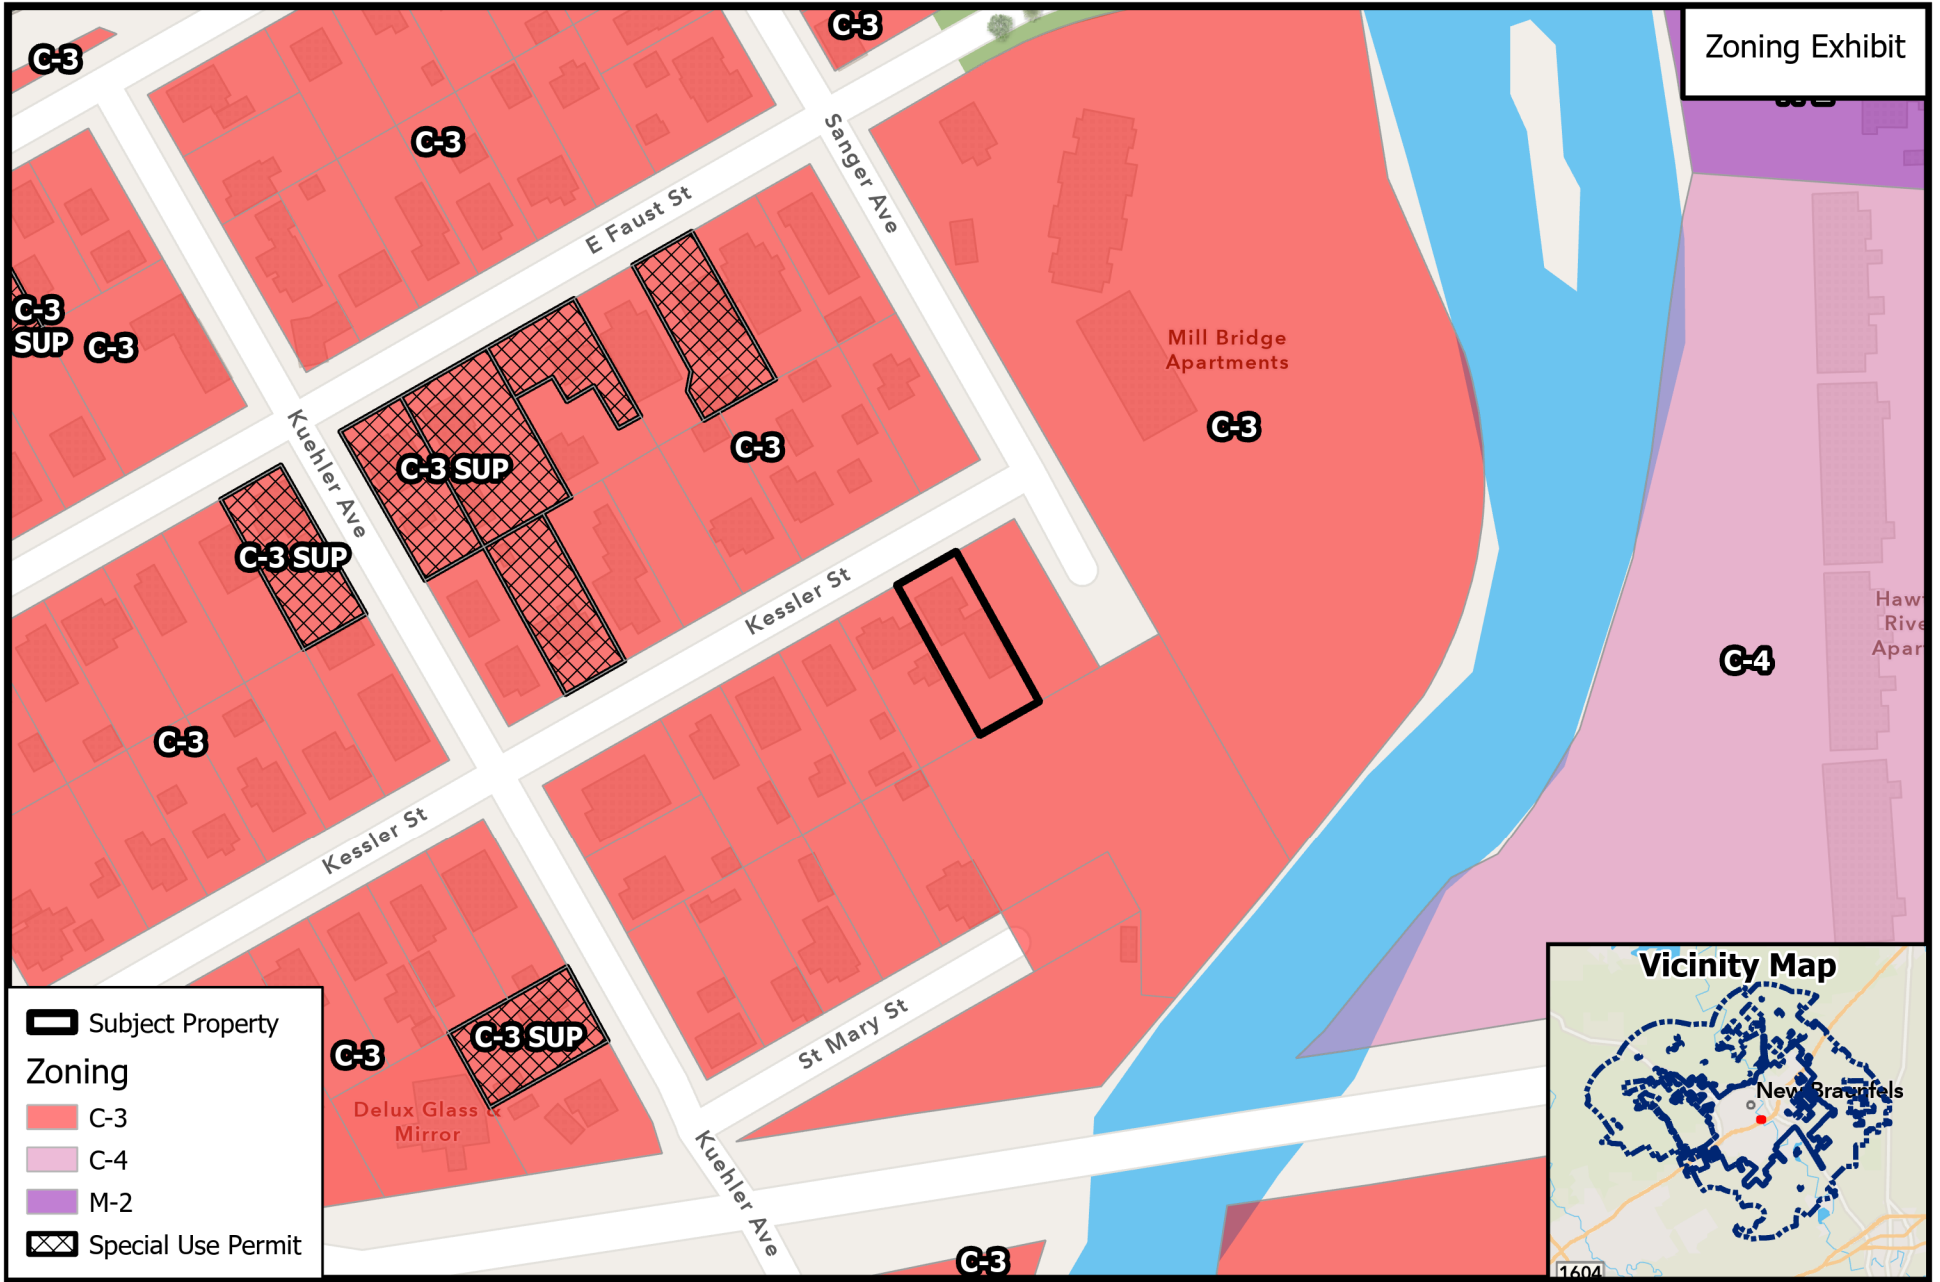 Zoning Exhibit
C-3
C-3
C-3
Sanger Ave
E Faust St
C-3
SUP
C-3
Mill Bridge
Apartments
C-3
Kuehler Ave
C-3 SUP
C-3
C-3 SUP
Kessler St
C-4
C-3
Kessler St
St Mary St
C-3 SUP
C-3
Delux Glass &
Mirror
Kuehler Ave
C-3
Subject Property
Zoning
C-3
C-4
M-2
Special Use Permit
Vicinity Map
New Braunfels
1604